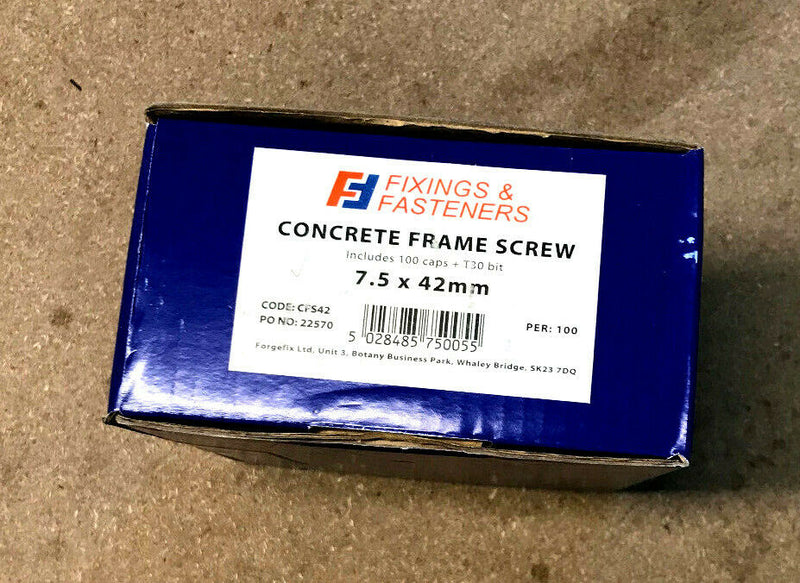 FF FIXINGS &
FASTENERS
CONCRETE FRAME SCREW
Includes 100 caps + T30 bit
7.5 x 42mm
CODE: CFS42
PO NO: 22570
PER: 100
5 028485 750055
Forgefix Ltd, Unit 3, Botany Business Park, Whaley Bridge, SK23 7DQ